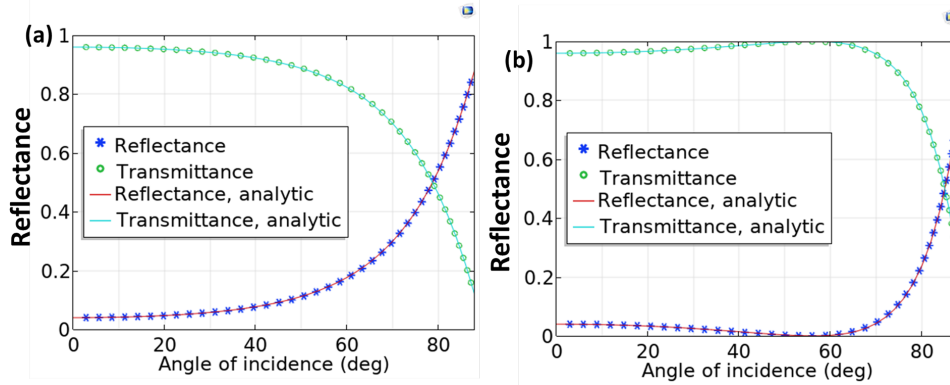 (a)
Reflectance
1
0.8
0.6
0.4
0.2
0
Reflectance
Transmittance
Reflectance, analytic
Transmittance, analytic
0 20 40 60 80
Angle of incidence (deg)
(b)
Reflectance
1
0.8
0.6
0.4
0.2
0
Reflectance
Transmittance
Reflectance, analytic
Transmittance, analytic
0 20 40 60 80
Angle of incidence (deg)